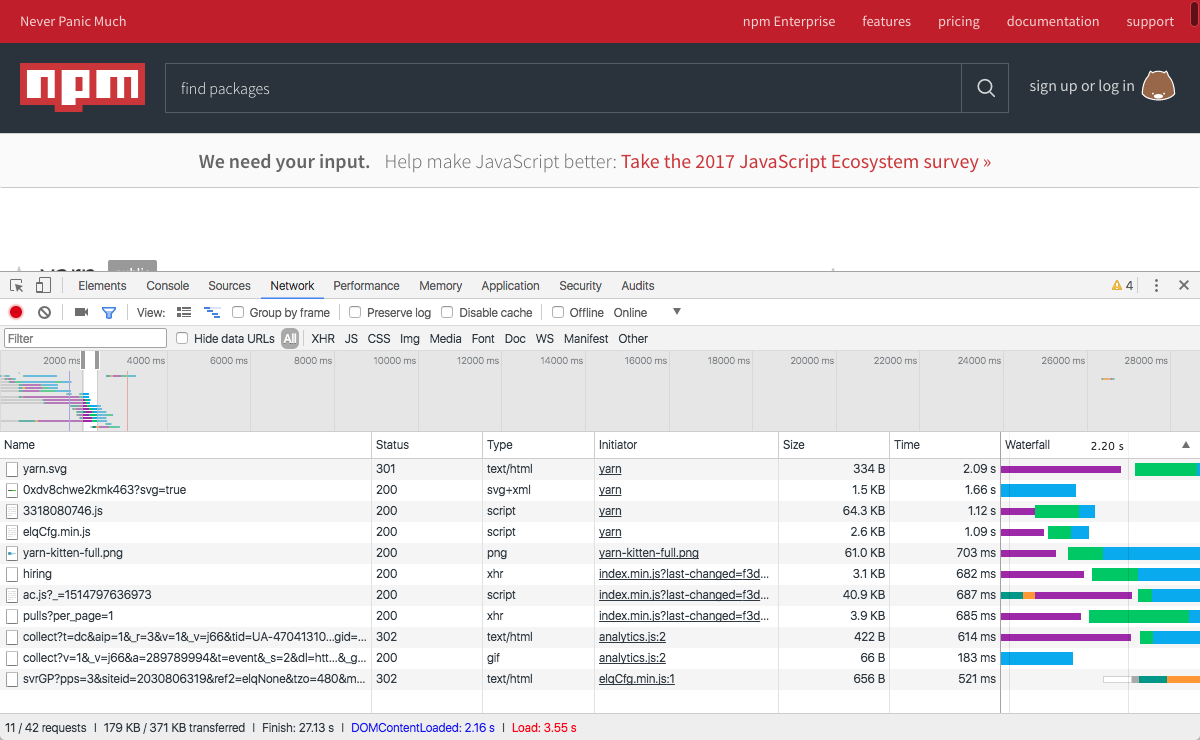 Never Panic Much npm Enterprise features pricing documentation support
npm find packages sign up or log in
We need your input. Help make JavaScript better: Take the 2017 JavaScript Ecosystem survey »
yarn public
Elements Console Sources Network Performance Memory Application Security Audits 4
View: Group by frame Preserve log Disable cache Offline Online
Filter Hide data URLs All XHR JS CSS Img Media Font Doc WS Manifest Other
2000 ms 4000 ms 6000 ms 8000 ms 10000 ms 12000 ms 14000 ms 16000 ms 18000 ms 20000 ms 22000 ms 24000 ms 26000 ms 28000 ms
Name Status Type Initiator Size Time Waterfall 2.20 s
yarn.svg 301 text/html yarn 334 B 2.09 s
0xdv8chwe2kmk463?svg=true 200 svg+xml yarn 1.5 KB 1.66 s
3318080746.js 200 script yarn 64.3 KB 1.12 s
elqCfg.min.js 200 script yarn 2.6 KB 1.09 s
yarn-kitten-full.png 200 png yarn-kitten-full.png 61.0 KB 703 ms
hiring 200 xhr index.min.js?last-changed=f3d... 3.1 KB 682 ms
ac.js?_=1514797636973 200 script index.min.js?last-changed=f3d... 40.9 KB 687 ms
pulls?per_page=1 200 xhr index.min.js?last-changed=f3d... 3.9 KB 685 ms
collect?t=dc&aip=1&_r=3&v=1&_v=j66&tid=UA-47041310...gid=... 302 text/html analytics.js:2 422 B 614 ms
collect?v=1&_v=j66&a=289789994&t=event&_s=2&dl=htt...&_g... 200 gif analytics.js:2 66 B 183 ms
svrGP?pps=3&siteid=2030806319&ref2=elqNone&tzo=480&m... 302 text/html elqCfg.min.js:1 656 B 521 ms
11 / 42 requests | 179 KB / 371 KB transferred | Finish: 27.13 s | DOMContentLoaded: 2.16 s | Load: 3.55 s